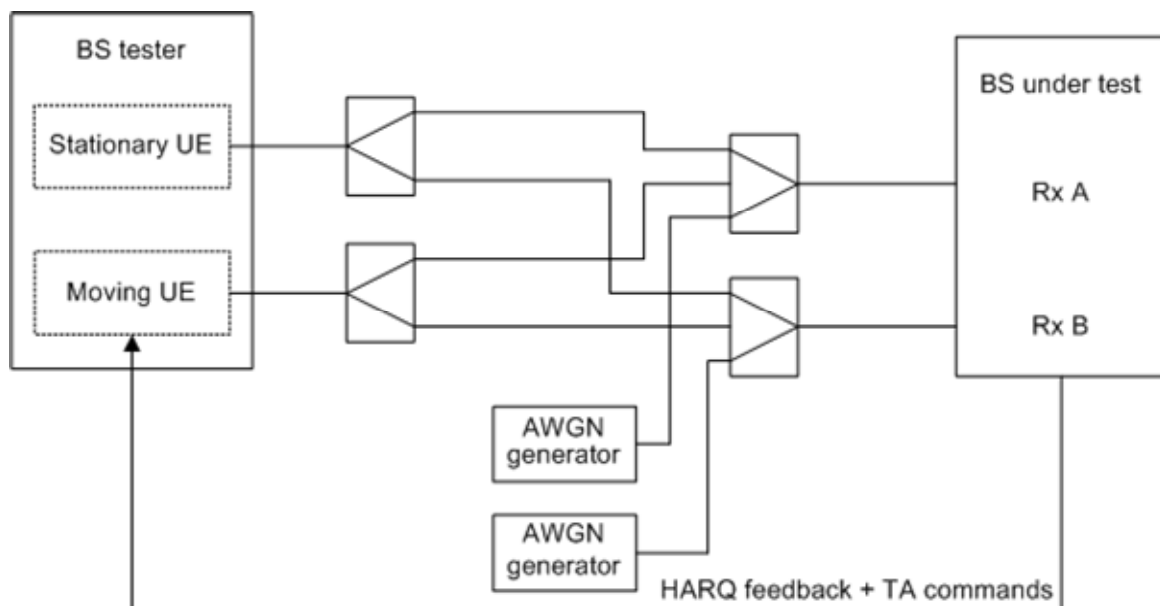 BS tester
Stationary UE
Moving UE
BS under test
Rx A
Rx B
AWGN
generator
AWGN
generator
HARQ feedback + TA commands